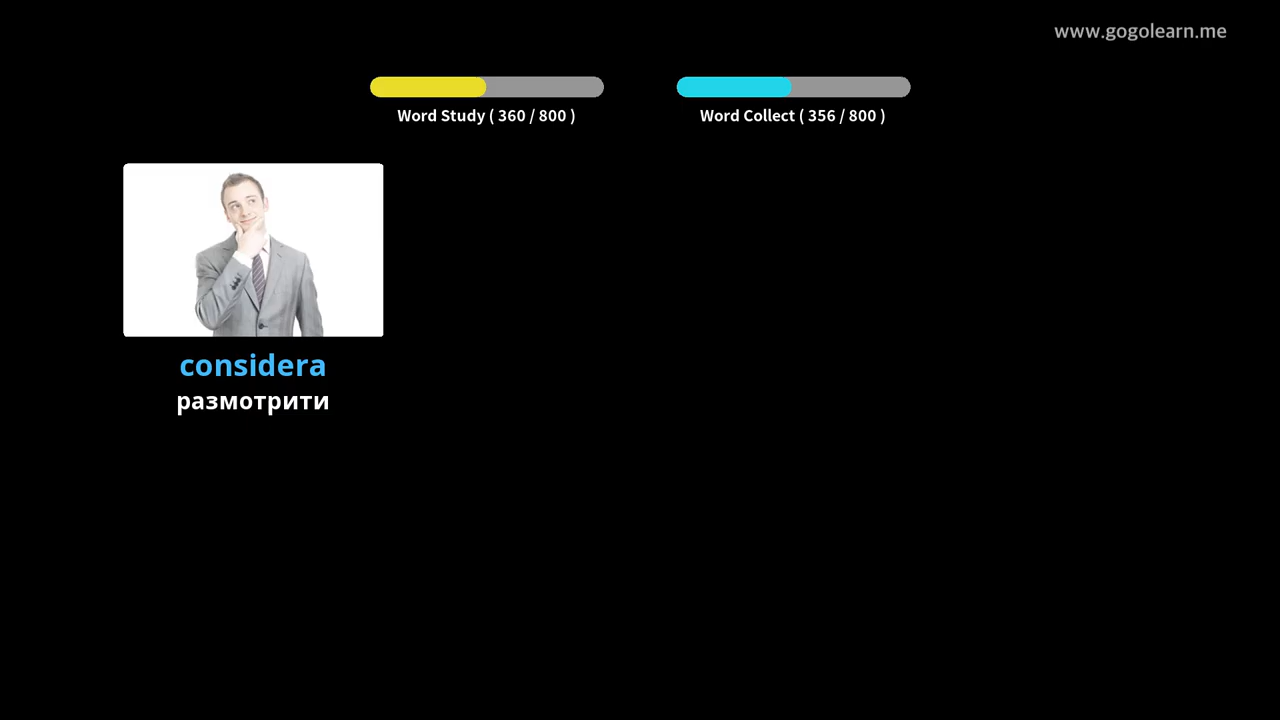 www.gogolearn.me
Word Study ( 360 / 800 )
Word Collect ( 356 / 800 )
considera
размотрити